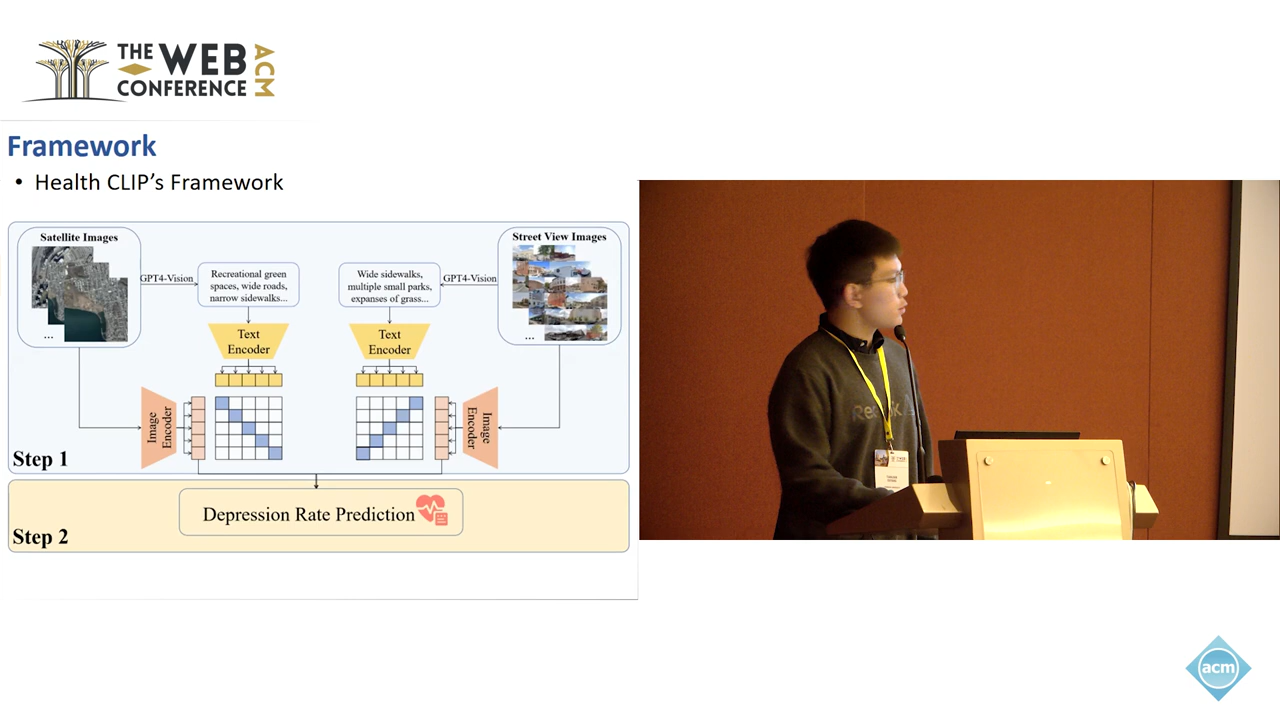 THE WEB
CONFERENCE
ACM
Framework
• Health CLIP's Framework
Satellite Images
Street View Images
GPT4-Vision
Recreational green
spaces, wide roads,
narrow sidewalks...
Wide sidewalks,
multiple small parks,
expanses of grass...
GPT4-Vision
...
...
Text
Encoder
Text
Encoder
Image
Encoder
Image
Encoder
Step 1
Depression Rate Prediction
Step 2
acm